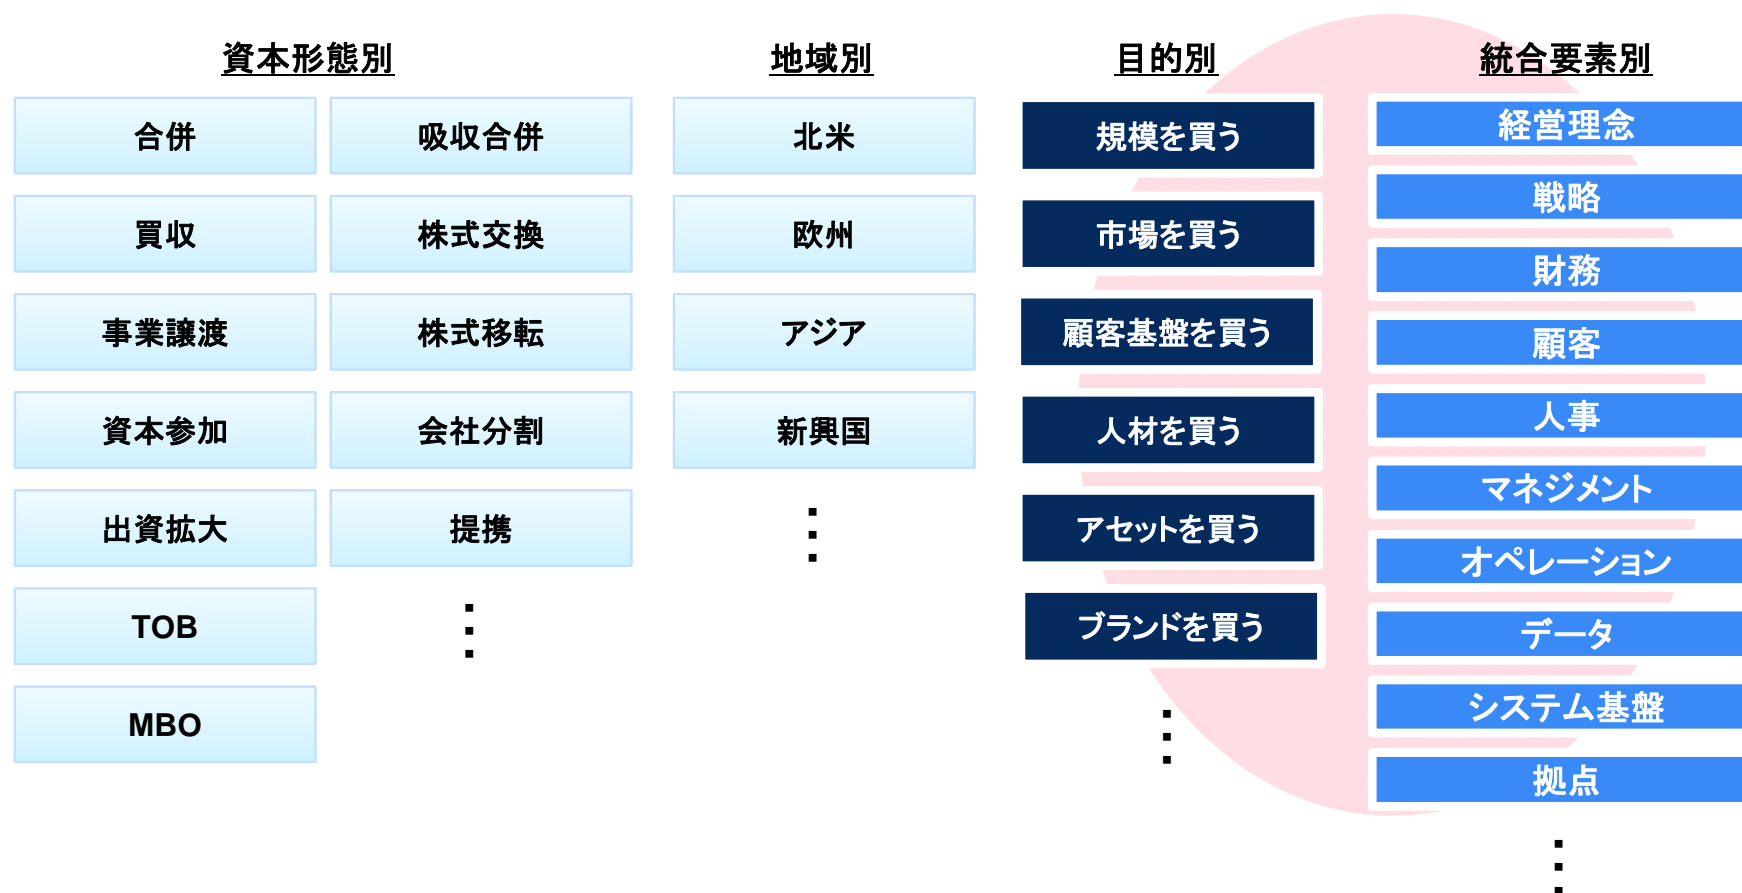 資本形態別
合併
買収
事業譲渡
資本参加
出資拡大
TOB
MBO
吸収合併
株式交換
株式移転
会社分割
提携
地域別
北米
欧州
アジア
新興国
目的別
規模を買う
市場を買う
顧客基盤を買う
人材を買う
アセットを買う
ブランドを買う
統合要素別
経営理念
戦略
財務
顧客
人事
マネジメント
オペレーション
データ
システム基盤
拠点